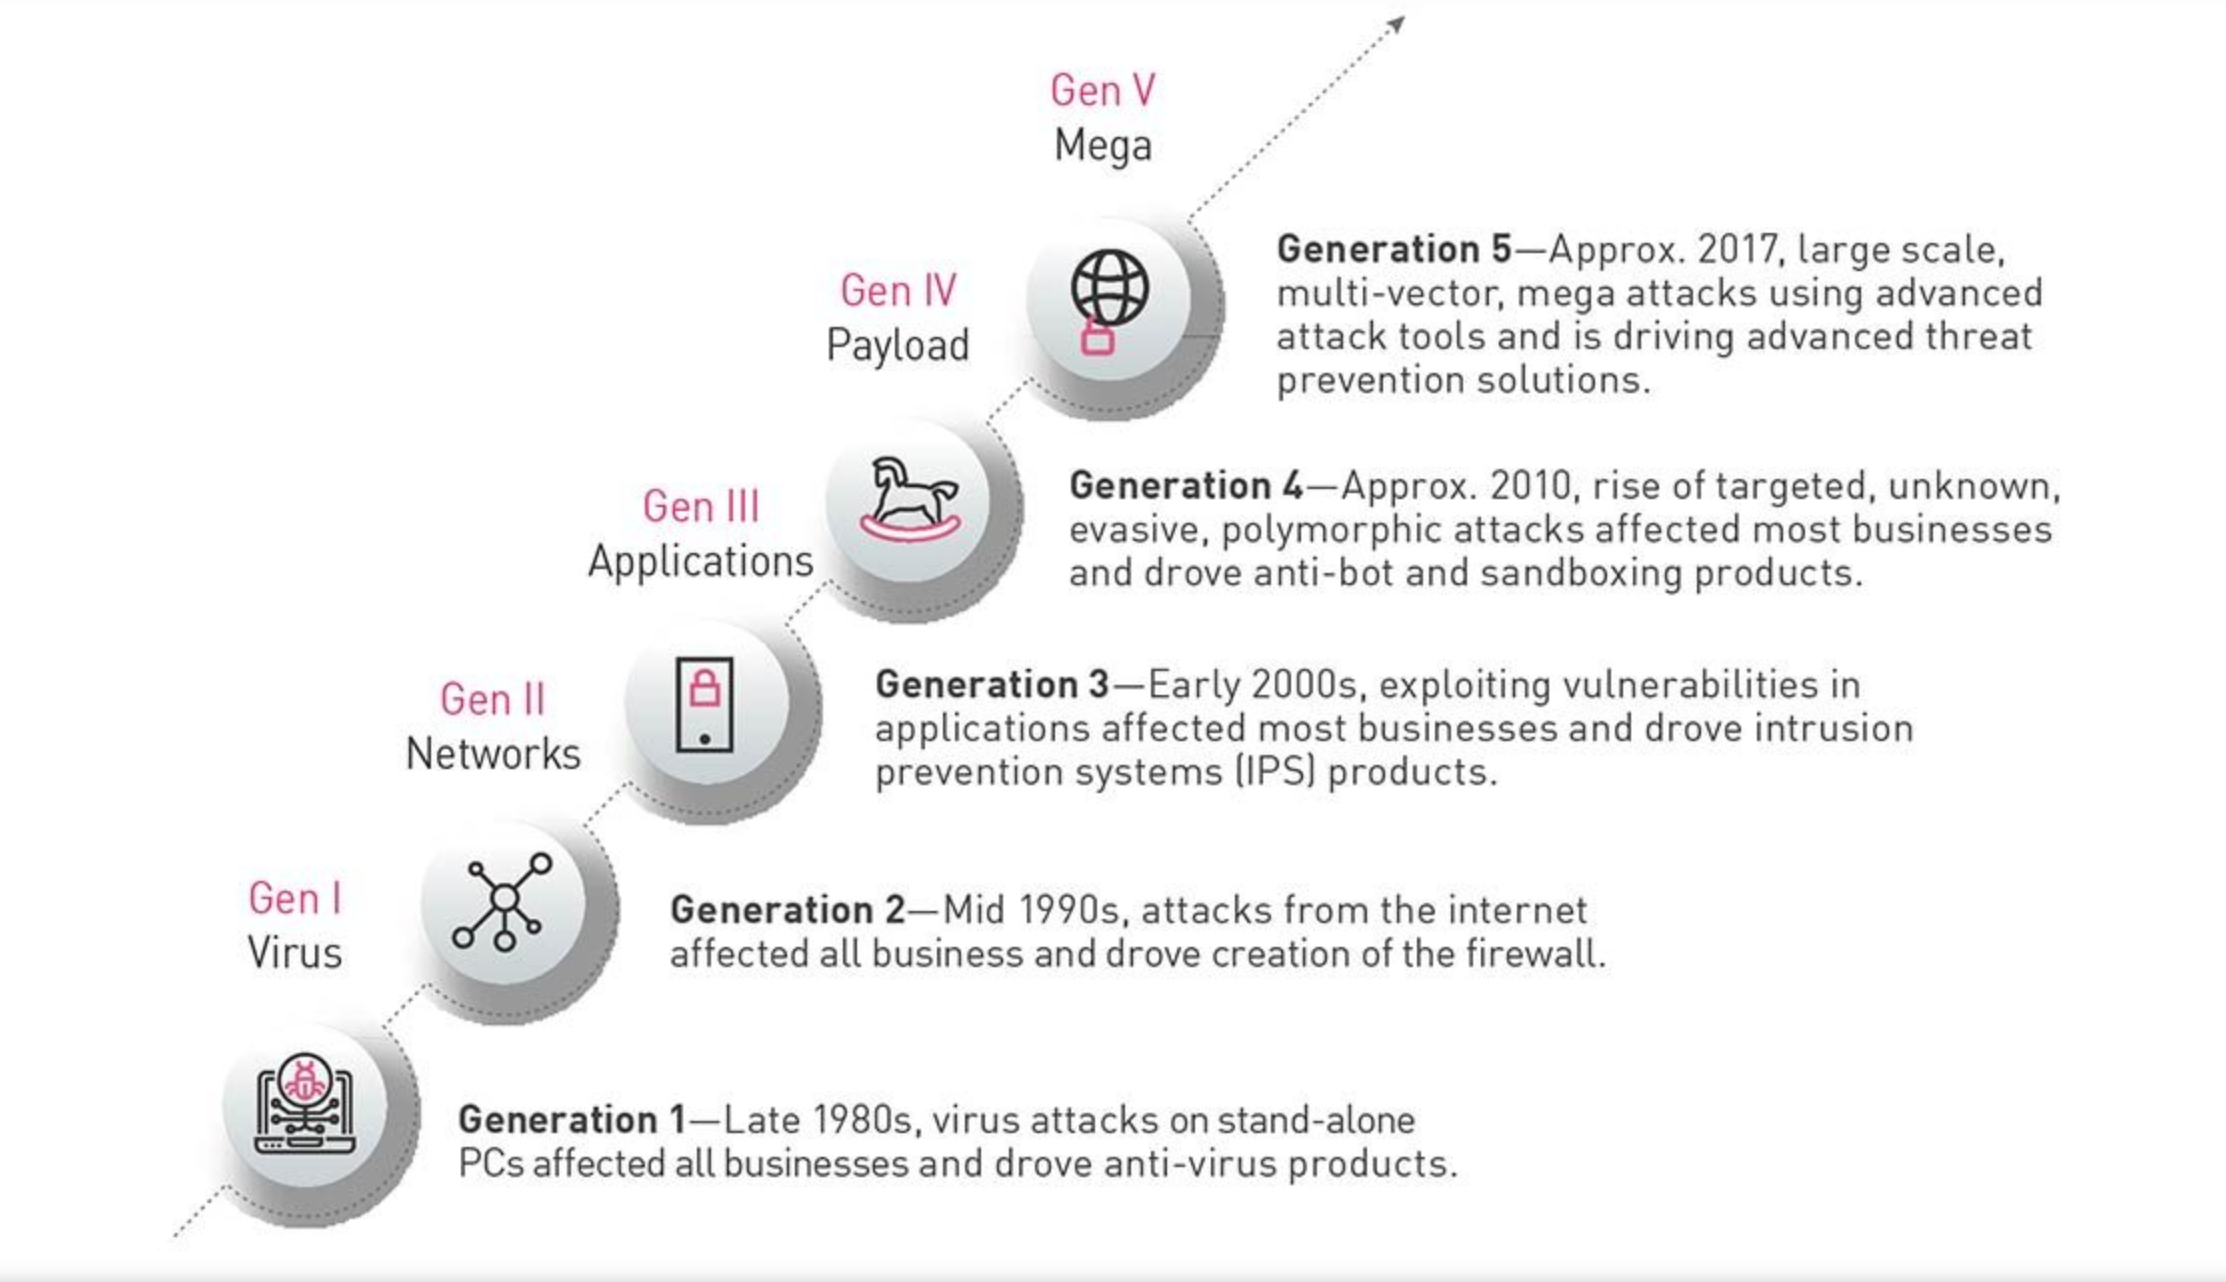 Gen V
Mega
Generation 5—Approx. 2017, large scale,
multi-vector, mega attacks using advanced
attack tools and is driving advanced threat
prevention solutions.
Gen IV
Payload
Generation 4—Approx. 2010, rise of targeted, unknown,
evasive, polymorphic attacks affected most businesses
and drove anti-bot and sandboxing products.
Gen III
Applications
Generation 3—Early 2000s, exploiting vulnerabilities in
applications affected most businesses and drove intrusion
prevention systems (IPS) products.
Gen II
Networks
Generation 2—Mid 1990s, attacks from the internet
affected all business and drove creation of the firewall.
Gen I
Virus
Generation 1—Late 1980s, virus attacks on stand-alone
PCs affected all businesses and drove anti-virus products.